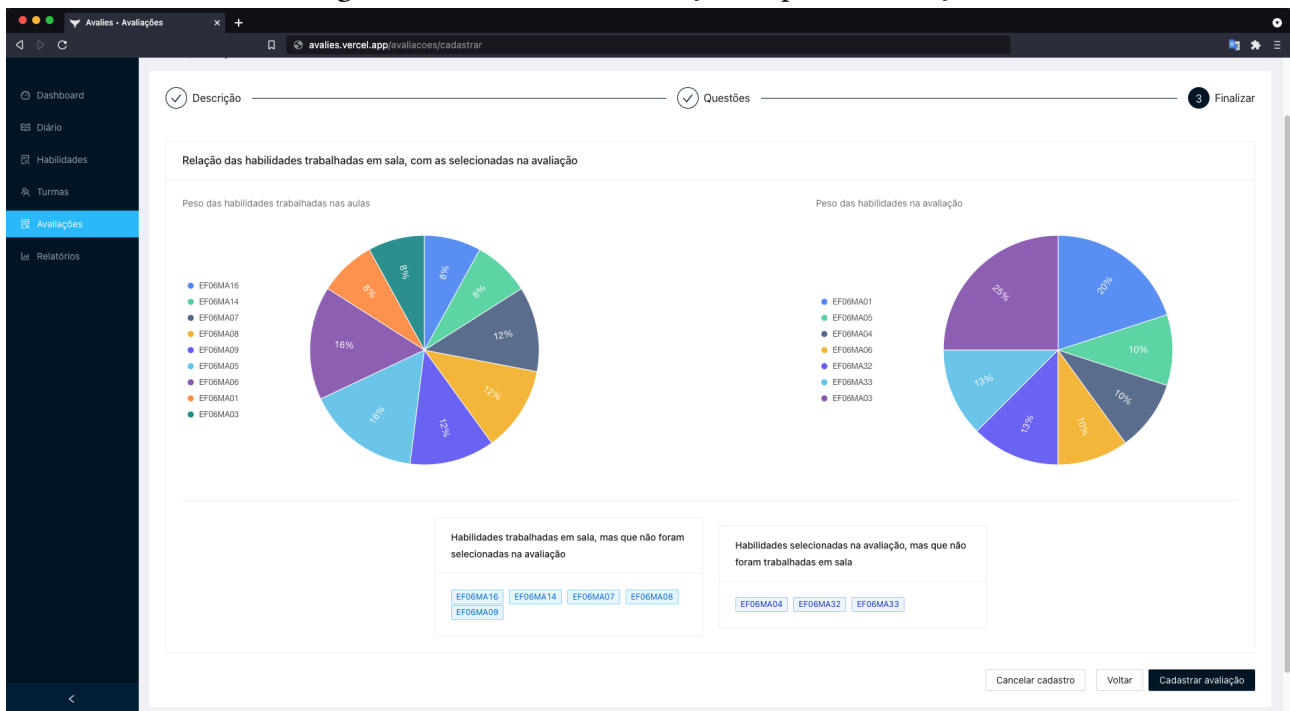 Avalies • Avaliações
avalies.vercel.app/avaliacoes/cadastrar
Dashboard
Diário
Habilidades
Turmas
Avaliações
Relatórios
Descrição
Questões
3 Finalizar
Relação das habilidades trabalhadas em sala, com as selecionadas na avaliação
Peso das habilidades trabalhadas nas aulas
EF06MA16
EF06MA14
EF06MA07
EF06MA08
EF06MA09
EF06MA05
EF06MA06
EF06MA01
EF06MA03
8%
8%
12%
12%
12%
16%
16%
8%
8%
Peso das habilidades na avaliação
EF06MA01
EF06MA05
EF06MA04
EF06MA06
EF06MA32
EF06MA33
EF06MA03
20%
10%
10%
10%
13%
13%
25%
Habilidades trabalhadas em sala, mas que não foram
selecionadas na avaliação
EF06MA16 EF06MA14 EF06MA07 EF06MA08
EF06MA09
Habilidades selecionadas na avaliação, mas que não
foram trabalhadas em sala
EF06MA04 EF06MA32 EF06MA33
Cancelar cadastro Voltar Cadastrar avaliação